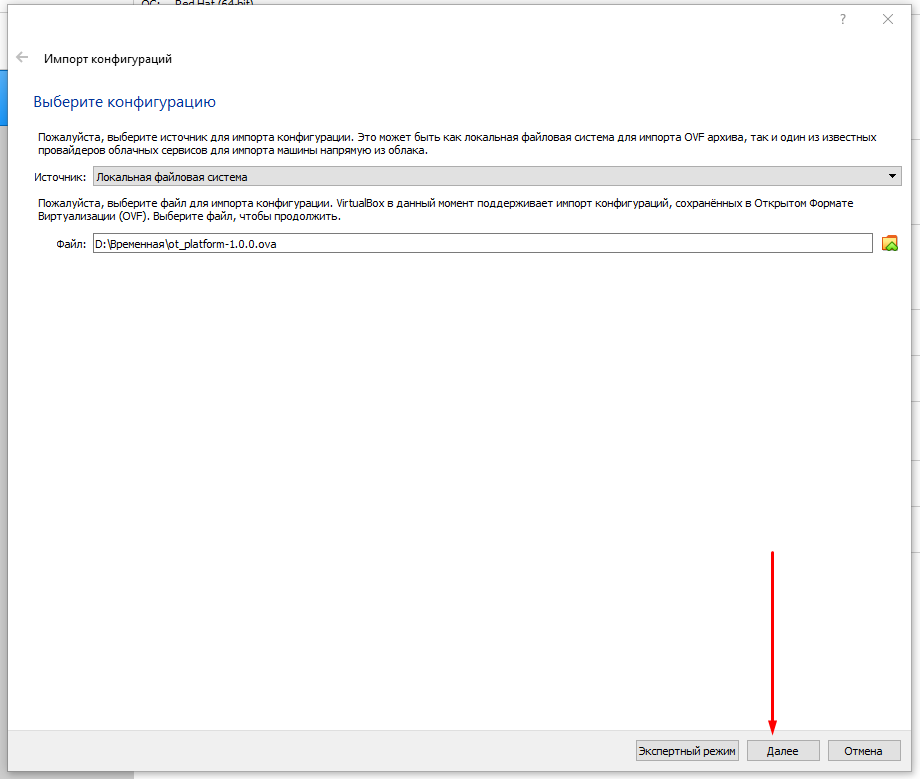 ОС: Red Hat (64-bit)
?
Импорт конфигураций
Выберите конфигурацию
Пожалуйста, выберите источник для импорта конфигурации. Это может быть как локальная файловая система для импорта OVF архива, так и один из известных
провайдеров облачных сервисов для импорта машины напрямую из облака.
Источник: Локальная файловая система
Пожалуйста, выберите файл для импорта конфигурации. VirtualBox в данный момент поддерживает импорт конфигураций, сохранённых в Открытом Формате
Виртуализации (OVF). Выберите файл, чтобы продолжить.
Файл: D:\Временная\ot_platform-1.0.0.ova
Экспертный режим Далее Отмена